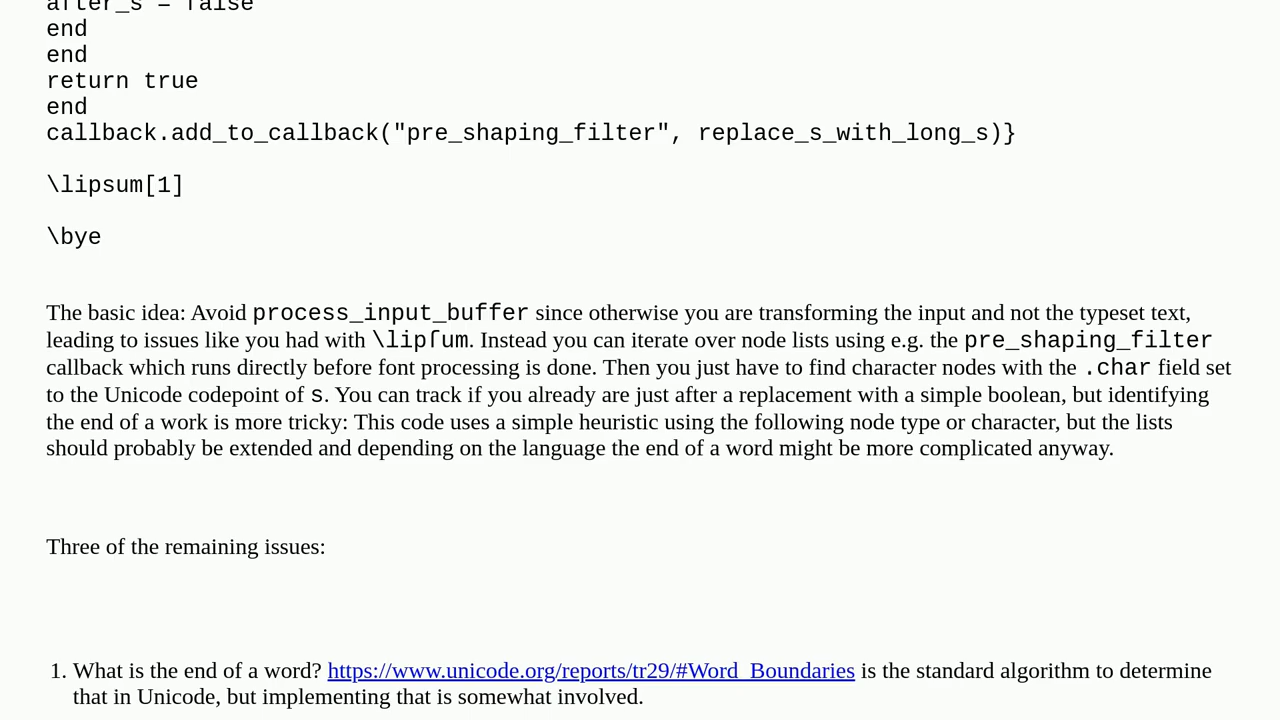 after_s = false
end
end
return true
end
callback.add_to_callback("pre_shaping_filter", replace_s_with_long_s)}
\lipsum[1]
\bye
The basic idea: Avoid process_input_buffer since otherwise you are transforming the input and not the typeset text,
leading to issues like you had with \lipſum. Instead you can iterate over node lists using e.g. the pre_shaping_filter
callback which runs directly before font processing is done. Then you just have to find character nodes with the .char field set
to the Unicode codepoint of s. You can track if you already are just after a replacement with a simple boolean, but identifying
the end of a work is more tricky: This code uses a simple heuristic using the following node type or character, but the lists
should probably be extended and depending on the language the end of a word might be more complicated anyway.
Three of the remaining issues:
1. What is the end of a word? https://www.unicode.org/reports/tr29/#Word_Boundaries is the standard algorithm to determine
that in Unicode, but implementing that is somewhat involved.